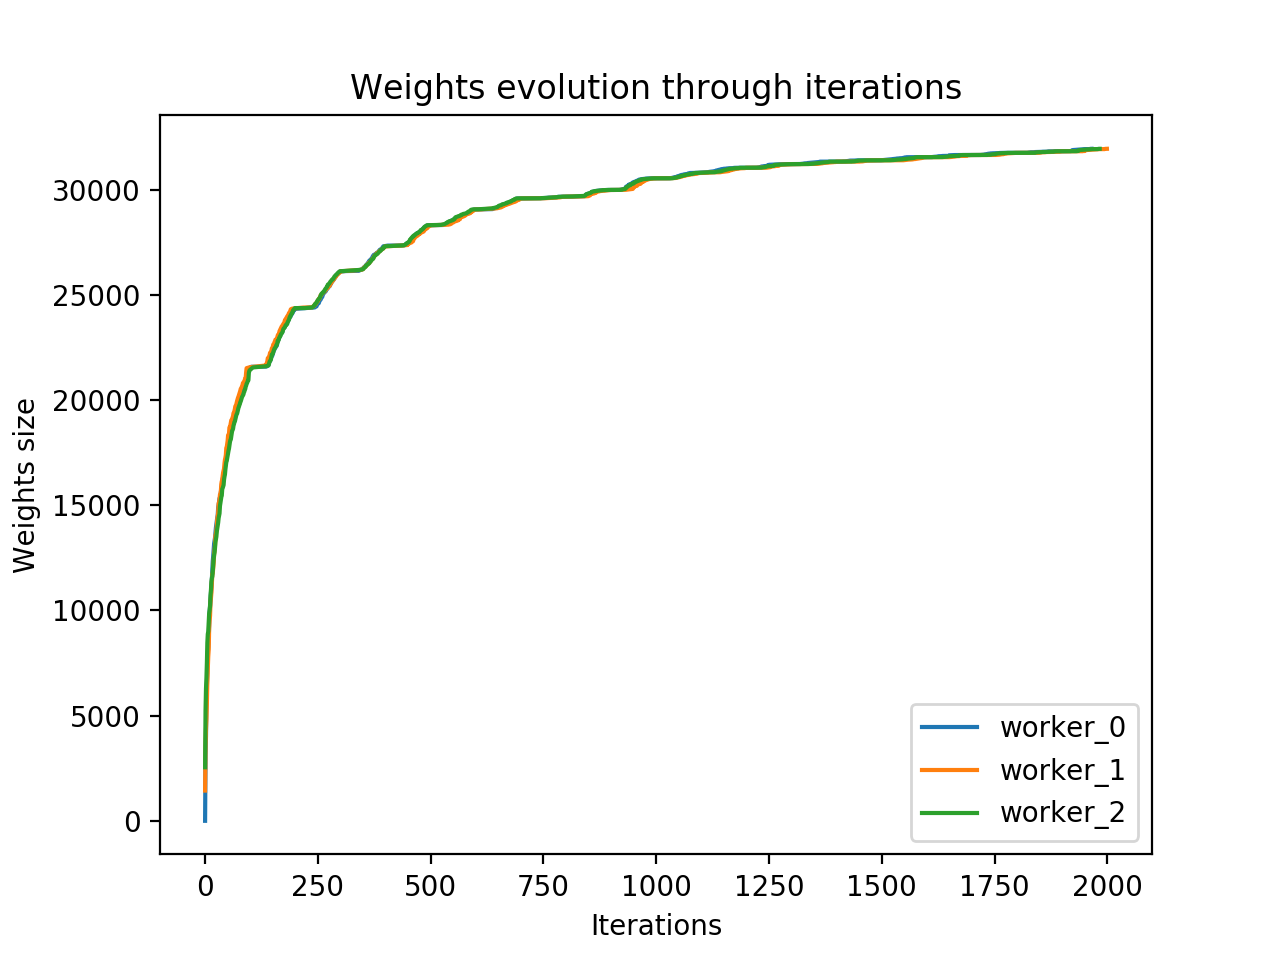 Weights evolution through iterations
Weights size
30000
25000
20000
15000
10000
5000
0
worker_0
worker_1
worker_2
0 250 500 750 1000 1250 1500 1750 2000
Iterations